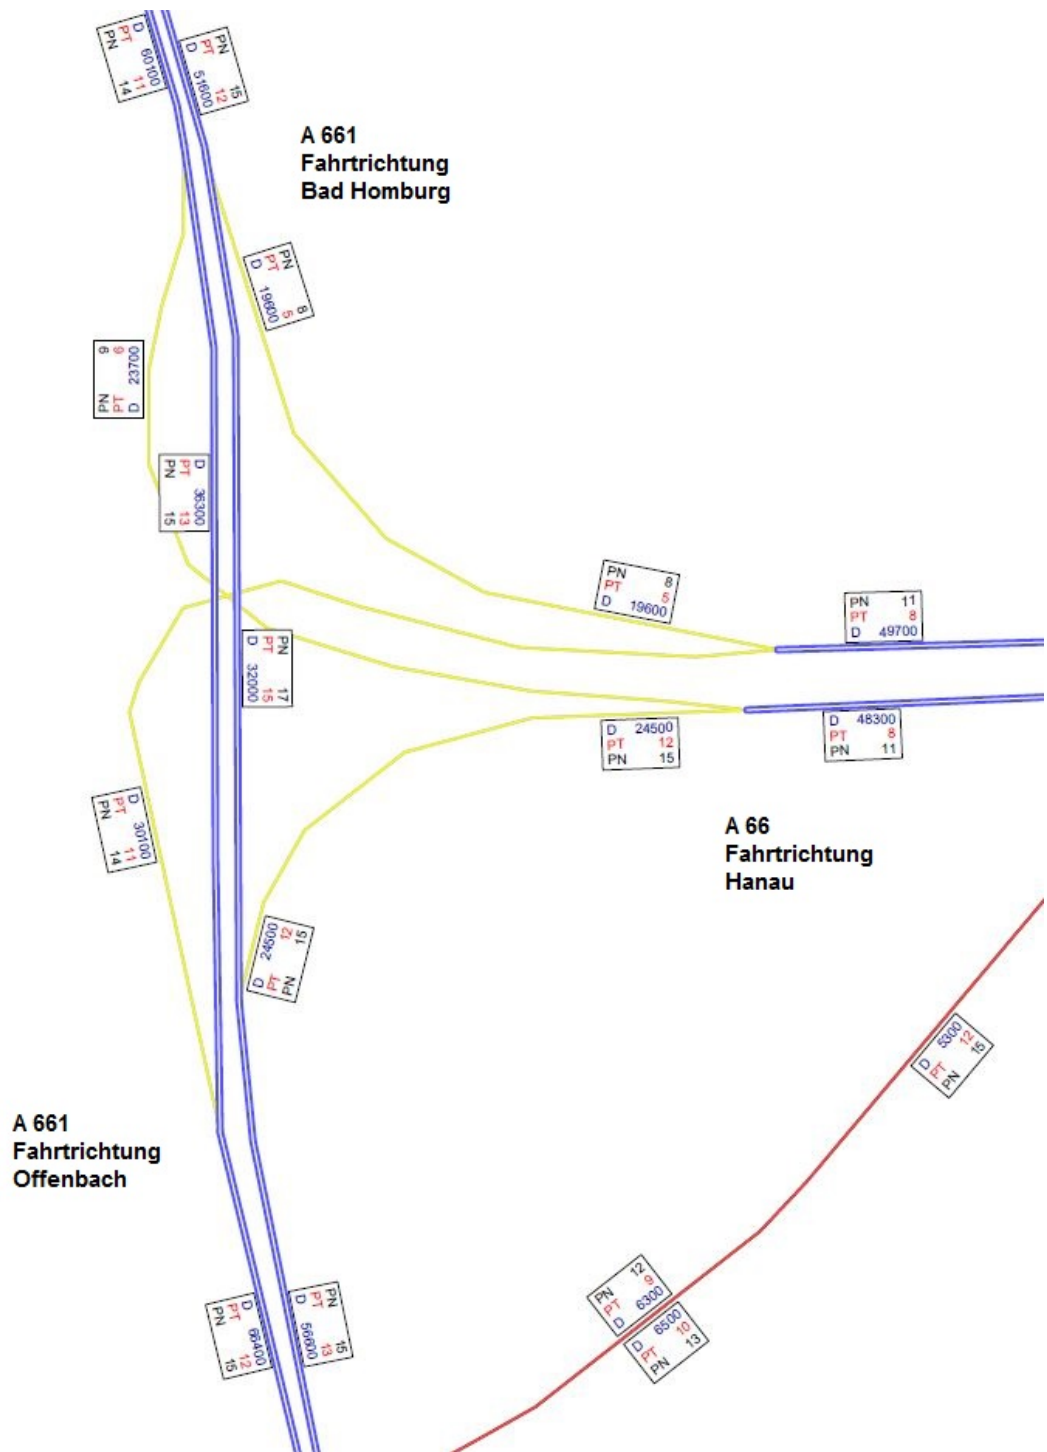 D 60100
PT 11
PN 14
PN 15
PT 12
D 51600
A 661
Fahrtrichtung
Bad Homburg
PN 8
PT 5
D 19600
D 23700
PT 9
PN 9
D 36300
PT 13
PN 15
PN 8
PT 5
D 19600
PN 11
PT 8
D 49700
PN 17
PT 15
D 32000
D 24500
PT 12
PN 15
D 48300
PT 8
PN 11
D 30100
PT 11
PN 14
A 66
Fahrtrichtung
Hanau
D 24500
PT 12
PN 15
D 5300
PT 12
PN 15
A 661
Fahrtrichtung
Offenbach
PN 12
PT 9
D 6300
D 6500
PT 10
PN 13
D 66400
PT 12
PN 15
PN 15
PT 13
D 56600